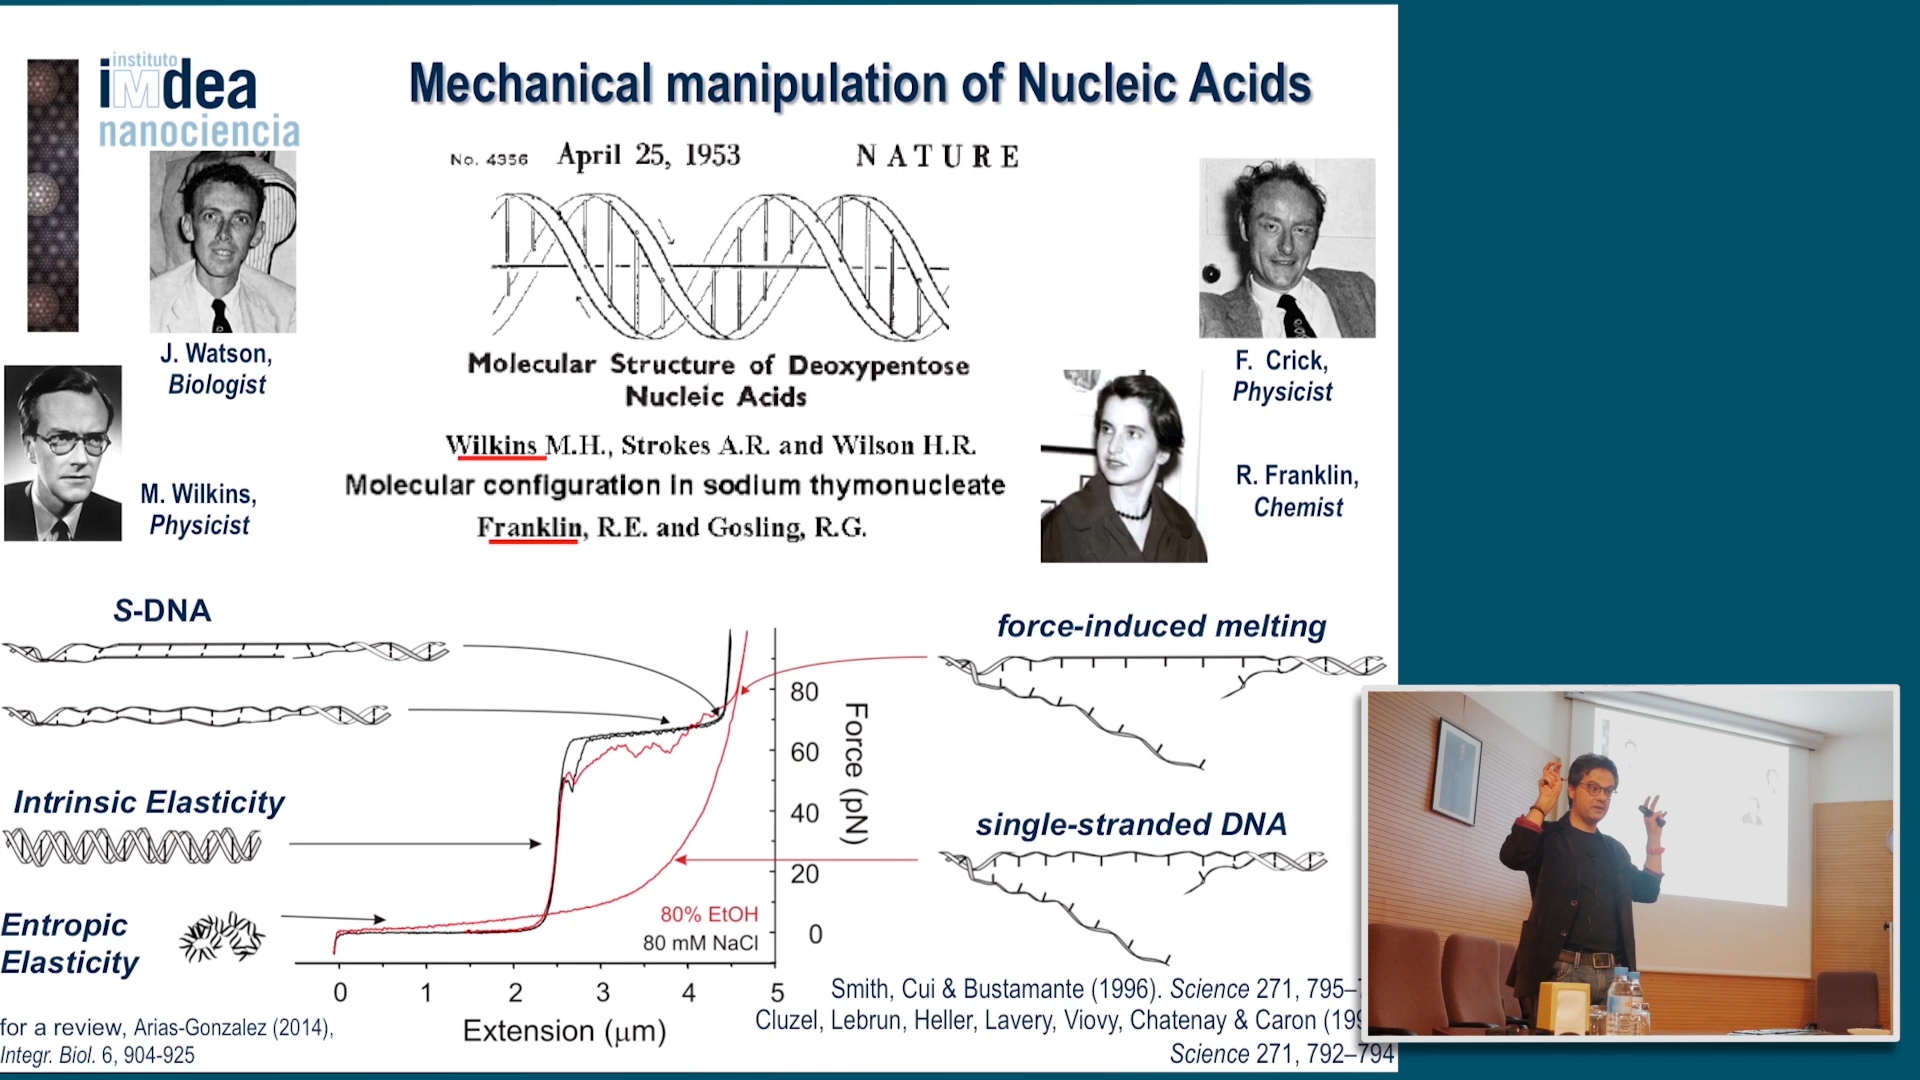 instituto
imdea
nanociencia
Mechanical manipulation of Nucleic Acids
No. 4356 April 25, 1953 NATURE
J. Watson,
Biologist
F. Crick,
Physicist
Molecular Structure of Deoxypentose
Nucleic Acids
Wilkins M.H., Strokes A.R. and Wilson H.R.
Molecular configuration in sodium thymonucleate
Franklin, R.E. and Gosling, R.G.
M. Wilkins,
Physicist
R. Franklin,
Chemist
S-DNA
force-induced melting
Intrinsic Elasticity
single-stranded DNA
Entropic
Elasticity
80
60
40
20
0
Force (pN)
80% EtOH
80 mM NaCl
0 1 2 3 4 5
Extension (μm)
Smith, Cui & Bustamante (1996). Science 271, 795–
Cluzel, Lebrun, Heller, Lavery, Viovy, Chatenay & Caron
Science 271, 792–794
for a review, Arias-Gonzalez (2014),
Integr. Biol. 6, 904-925